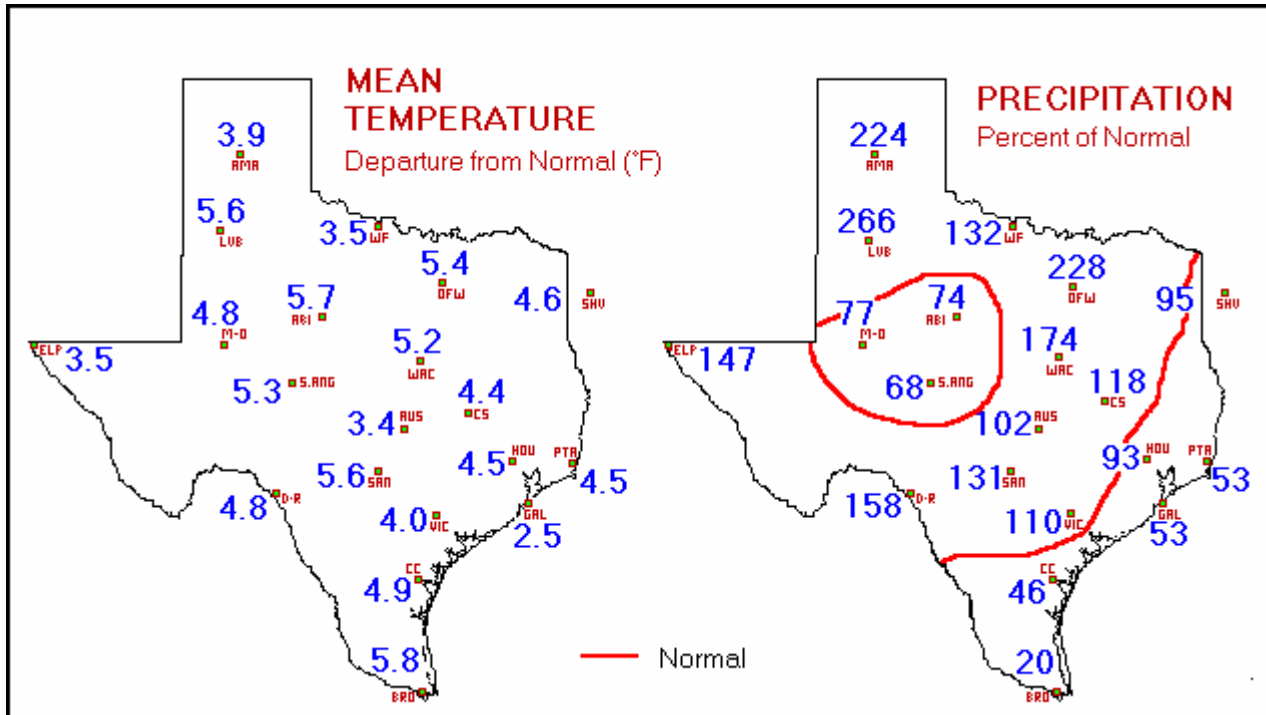 MEAN
TEMPERATURE
Departure from Normal (°F)
3.9
AMA
5.6
LVB
3.5
WF
5.4
DFW
4.6
SHV
5.7
ABI
4.8
M-O
ELP
3.5
5.2
WAC
5.3
S.ANG
4.4
CS
AUS
3.4
HOU
4.5
PTA
4.5
5.6
SAN
D-R
4.8
4.0
VIC
GAL
2.5
CC
4.9
5.8
BRO
PRECIPITATION
Percent of Normal
224
AMA
266
LVB
132
WF
228
DFW
95
SHV
74
ABI
77
M-O
ELP
147
174
WAC
68
S.ANG
118
CS
AUS
102
HOU
93
PTA
53
131
SAN
D-R
158
110
VIC
GAL
53
CC
46
20
BRO
Normal